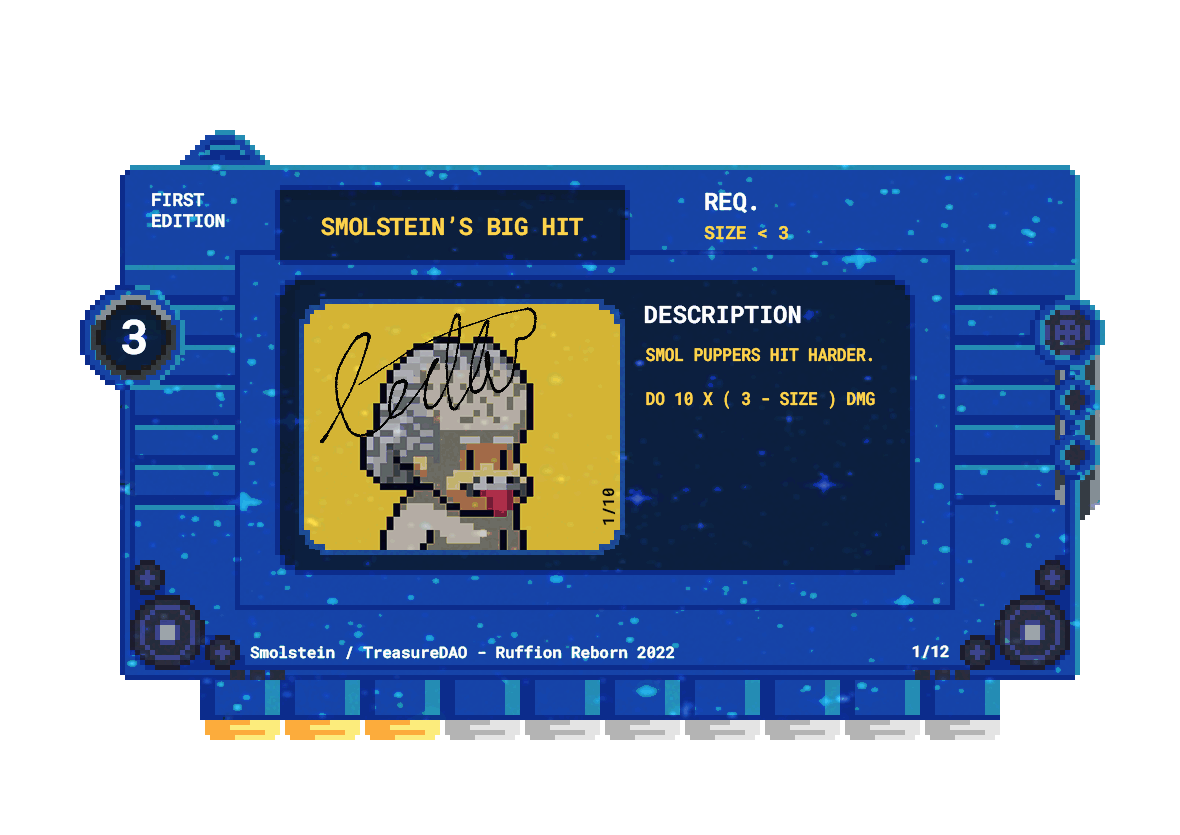 FIRST
EDITION
SMOLSTEIN'S BIG HIT
REQ.
SIZE < 3
3
DESCRIPTION
SMOL PUPPERS HIT HARDER.
DO 10 X ( 3 - SIZE ) DMG
1/10
Smolstein / TreasureDAO - Ruffion Reborn 2022
1/12